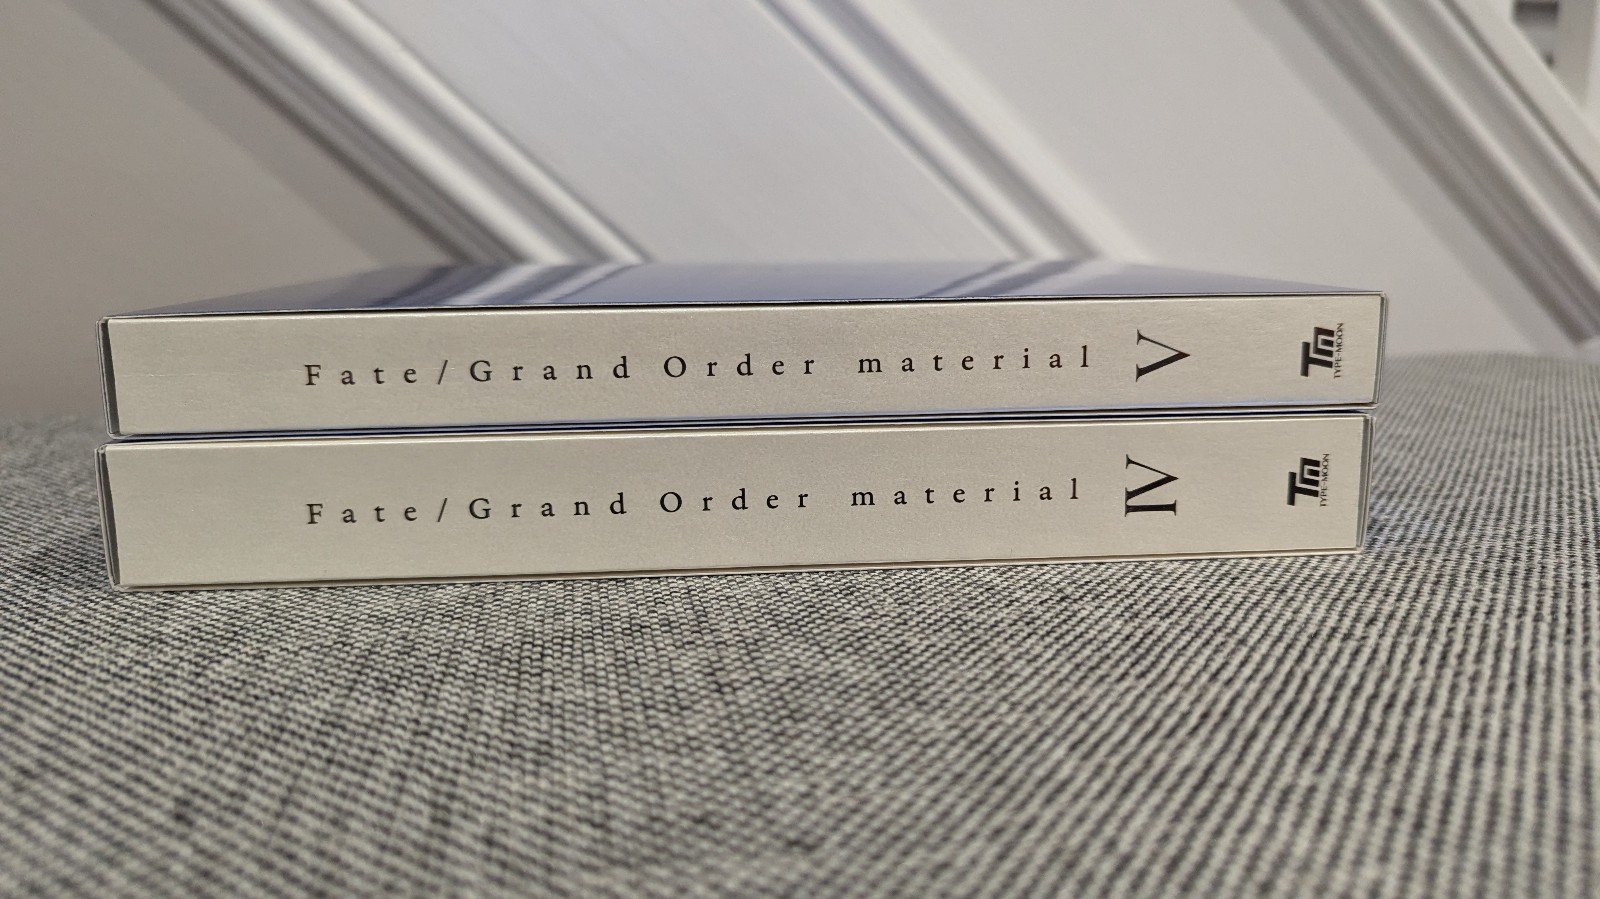 Fate/Grand Order material V
TYPE-MOON
Fate/Grand Order material IV
TYPE-MOON